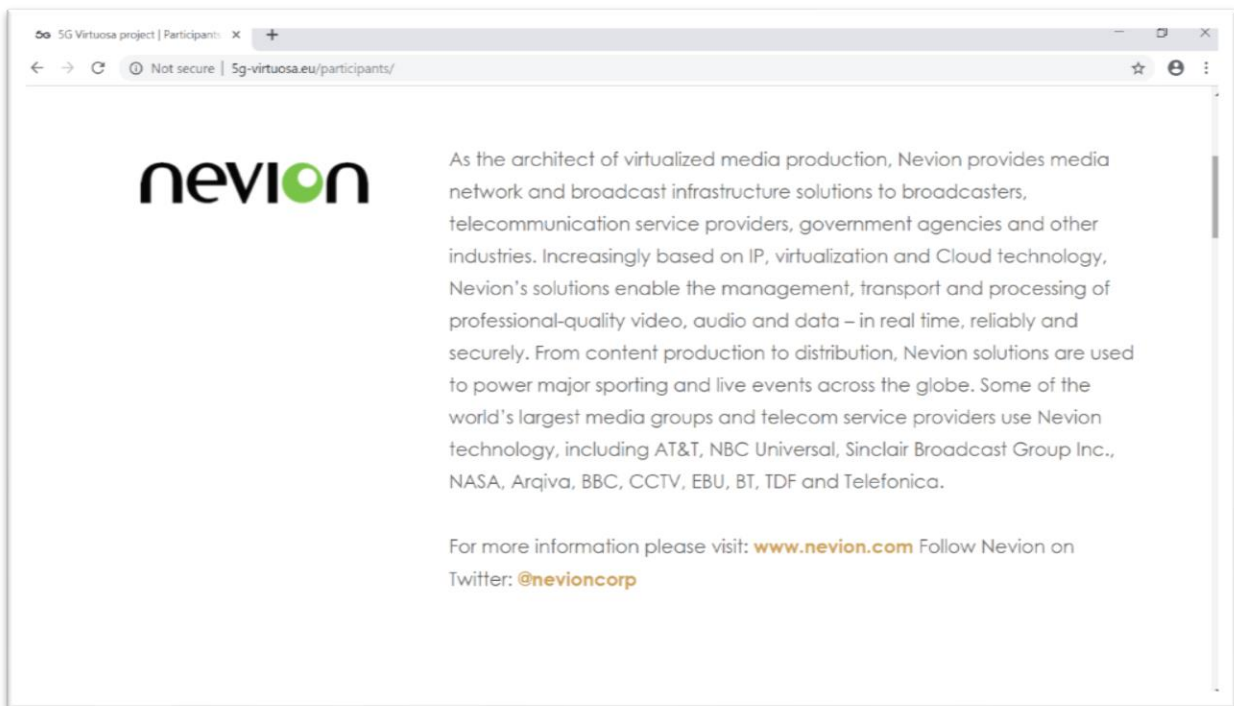 5G 5G Virtuosa project | Participants
Not secure | 5g-virtuosa.eu/participants/
nevion
As the architect of virtualized media production, Nevion provides media
network and broadcast infrastructure solutions to broadcasters,
telecommunication service providers, government agencies and other
industries. Increasingly based on IP, virtualization and Cloud technology,
Nevion's solutions enable the management, transport and processing of
professional-quality video, audio and data – in real time, reliably and
securely. From content production to distribution, Nevion solutions are used
to power major sporting and live events across the globe. Some of the
world's largest media groups and telecom service providers use Nevion
technology, including AT&T, NBC Universal, Sinclair Broadcast Group Inc.,
NASA, Arqiva, BBC, CCTV, EBU, BT, TDF and Telefonica.
For more information please visit: www.nevion.com Follow Nevion on
Twitter: @nevioncorp